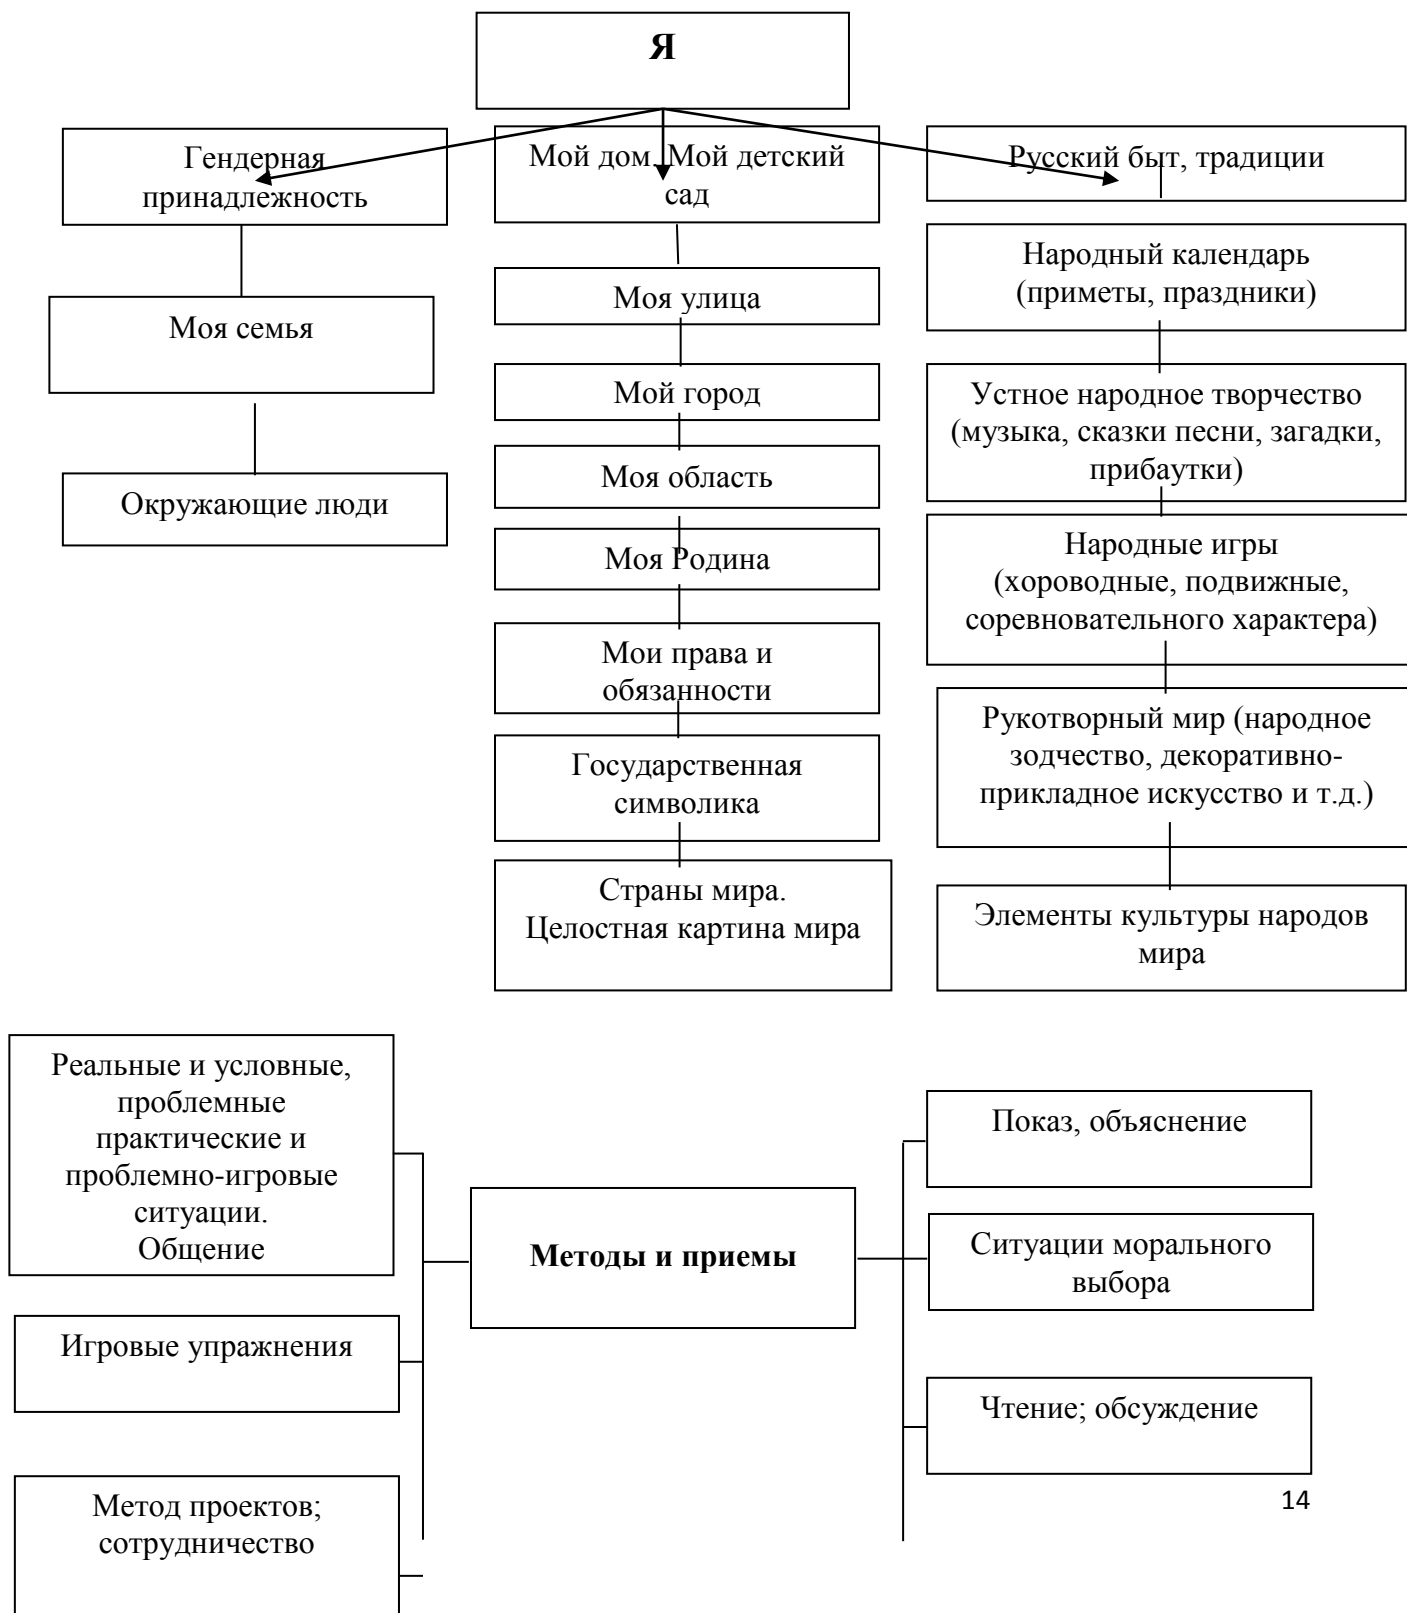 Я
Гендерная
принадлежность
Моя семья
Окружающие люди
Мой дом. Мой детский
сад
Моя улица
Мой город
Моя область
Моя Родина
Мои права и
обязанности
Государственная
символика
Страны мира.
Целостная картина мира
Русский быт, традиции
Народный календарь
(приметы, праздники)
Устное народное творчество
(музыка, сказки песни, загадки,
прибаутки)
Народные игры
(хороводные, подвижные,
соревновательного характера)
Рукотворный мир (народное
зодчество, декоративно-
прикладное искусство и т.д.)
Элементы культуры народов
мира
Реальные и условные,
проблемные
практические и
проблемно-игровые
ситуации.
Общение
Игровые упражнения
Метод проектов;
сотрудничество
Методы и приемы
Показ, объяснение
Ситуации морального
выбора
Чтение; обсуждение
14